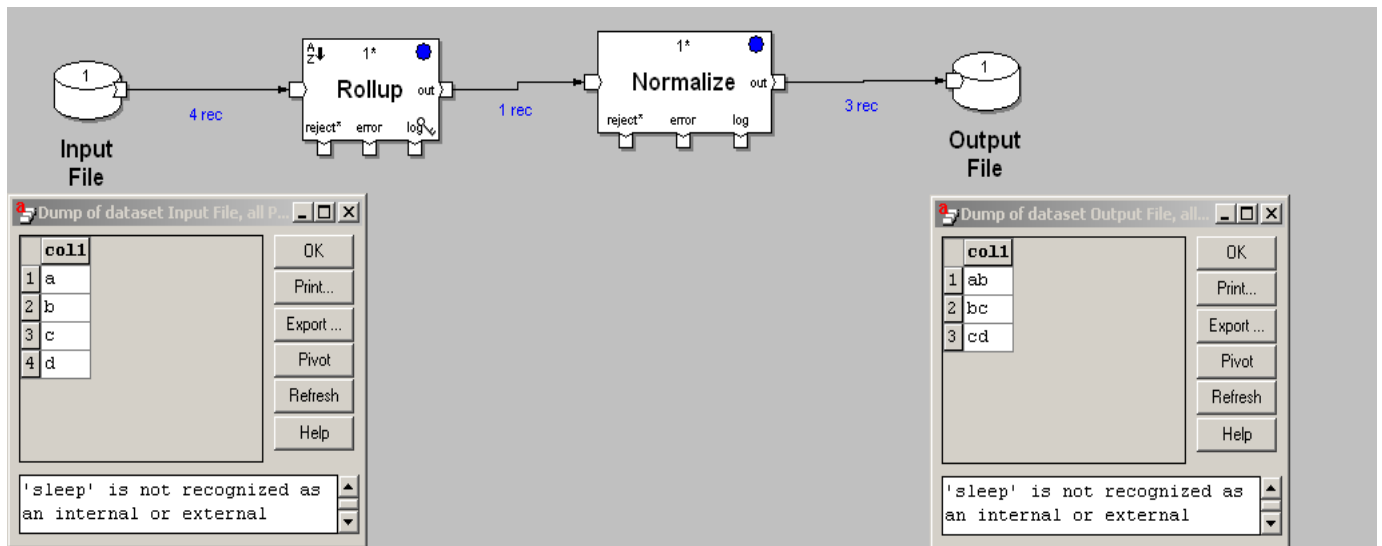 1
Input
File
4 rec
A
Z
1*
Rollup
out
reject* error log
1 rec
1*
Normalize
out
reject* error log
3 rec
1
Output
File
Dump of dataset Input File, all P...
col1
1 a
2 b
3 c
4 d
OK
Print...
Export ...
Pivot
Refresh
Help
'sleep' is not recognized as
an internal or external
Dump of dataset Output File, all...
col1
1 ab
2 bc
3 cd
OK
Print...
Export ...
Pivot
Refresh
Help
'sleep' is not recognized as
an internal or external